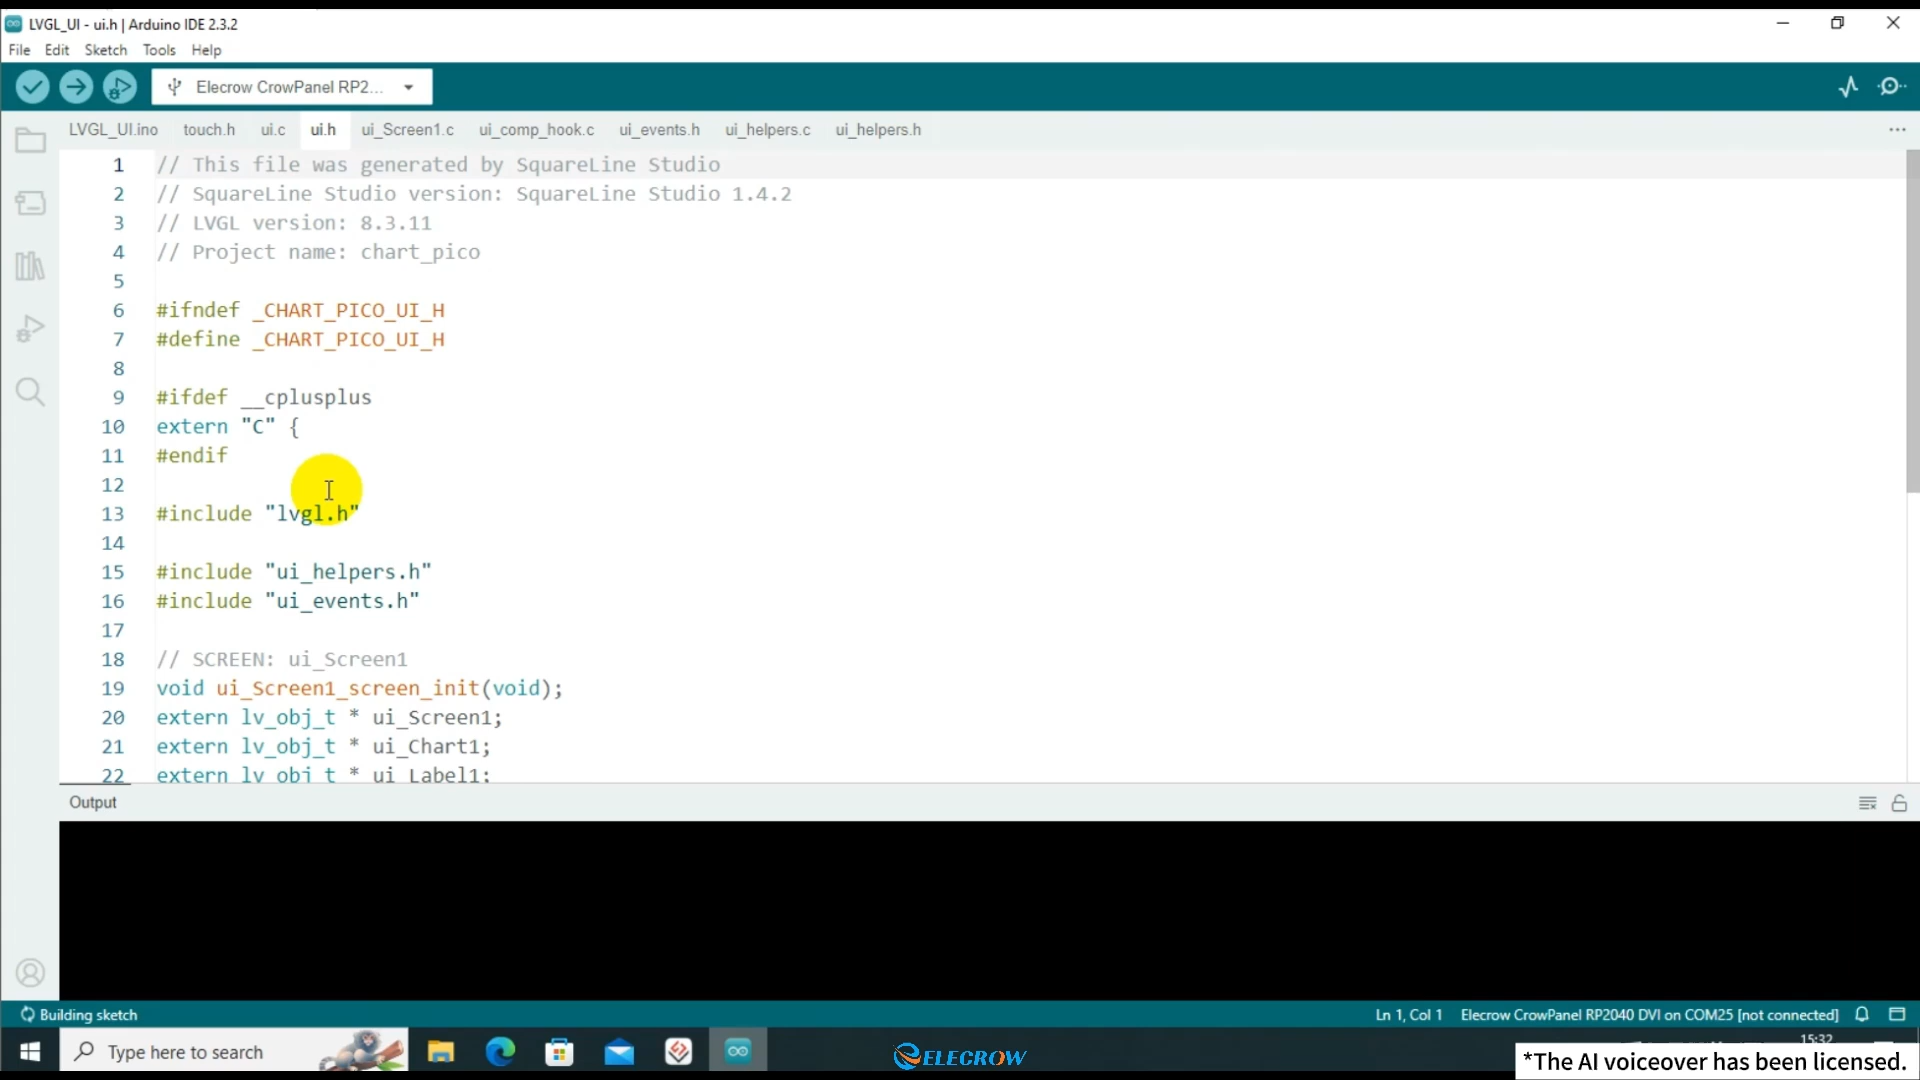 LVGL_UI - ui.h | Arduino IDE 2.3.2
File Edit Sketch Tools Help
Elecrow CrowPanel RP2...
LVGL_UI.ino touch.h ui.c ui.h ui_Screen1.c ui_comp_hook.c ui_events.h ui_helpers.c ui_helpers.h
1 // This file was generated by SquareLine Studio
2 // SquareLine Studio version: SquareLine Studio 1.4.2
3 // LVGL version: 8.3.11
4 // Project name: chart_pico
5
6 #ifndef _CHART_PICO_UI_H
7 #define _CHART_PICO_UI_H
8
9 #ifdef __cplusplus
10 extern "C" {
11 #endif
12
13 #include "lvgl.h"
14
15 #include "ui_helpers.h"
16 #include "ui_events.h"
17
18 // SCREEN: ui_Screen1
19 void ui_Screen1_screen_init(void);
20 extern lv_obj_t * ui_Screen1;
21 extern lv_obj_t * ui_Chart1;
22 extern lv_obj_t * ui_Label1;
Output
Building sketch
Ln 1, Col 1 Elecrow CrowPanel RP2040 DVI on COM25 [not connected]
Type here to search
ELECROW
15:32
*The AI voiceover has been licensed.